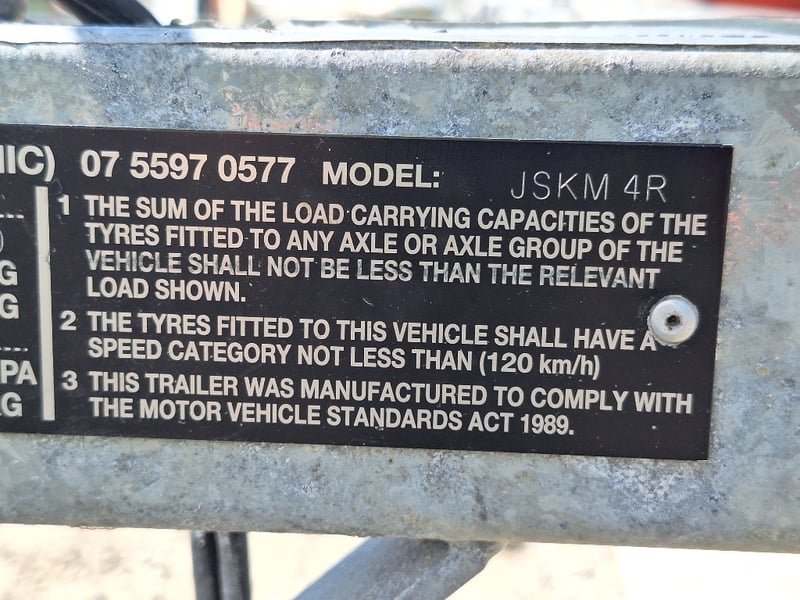 NIC) 07 5597 0577 MODEL: JSKM 4R
1 THE SUM OF THE LOAD CARRYING CAPACITIES OF THE
TYRES FITTED TO ANY AXLE OR AXLE GROUP OF THE
VEHICLE SHALL NOT BE LESS THAN THE RELEVANT
LOAD SHOWN.
2 THE TYRES FITTED TO THIS VEHICLE SHALL HAVE A
SPEED CATEGORY NOT LESS THAN (120 km/h)
3 THIS TRAILER WAS MANUFACTURED TO COMPLY WITH
THE MOTOR VEHICLE STANDARDS ACT 1989.
)
G
G
PA
G